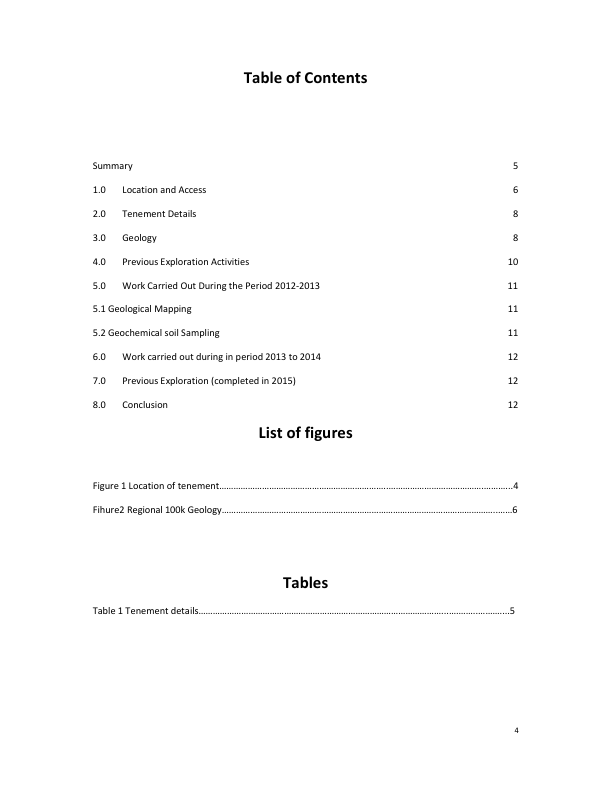 Table of Contents
Summary 5
1.0 Location and Access 6
2.0 Tenement Details 8
3.0 Geology 8
4.0 Previous Exploration Activities 10
5.0 Work Carried Out During the Period 2012-2013 11
5.1 Geological Mapping 11
5.2 Geochemical soil Sampling 11
6.0 Work carried out during in period 2013 to 2014 12
7.0 Previous Exploration (completed in 2015) 12
8.0 Conclusion 12
List of figures
Figure 1 Location of tenement……………………………………………………………………………………………4
Fihure2 Regional 100k Geology……………………………………………………………………………………………6
Tables
Table 1 Tenement details…………………………………………………………………………………………………5
4